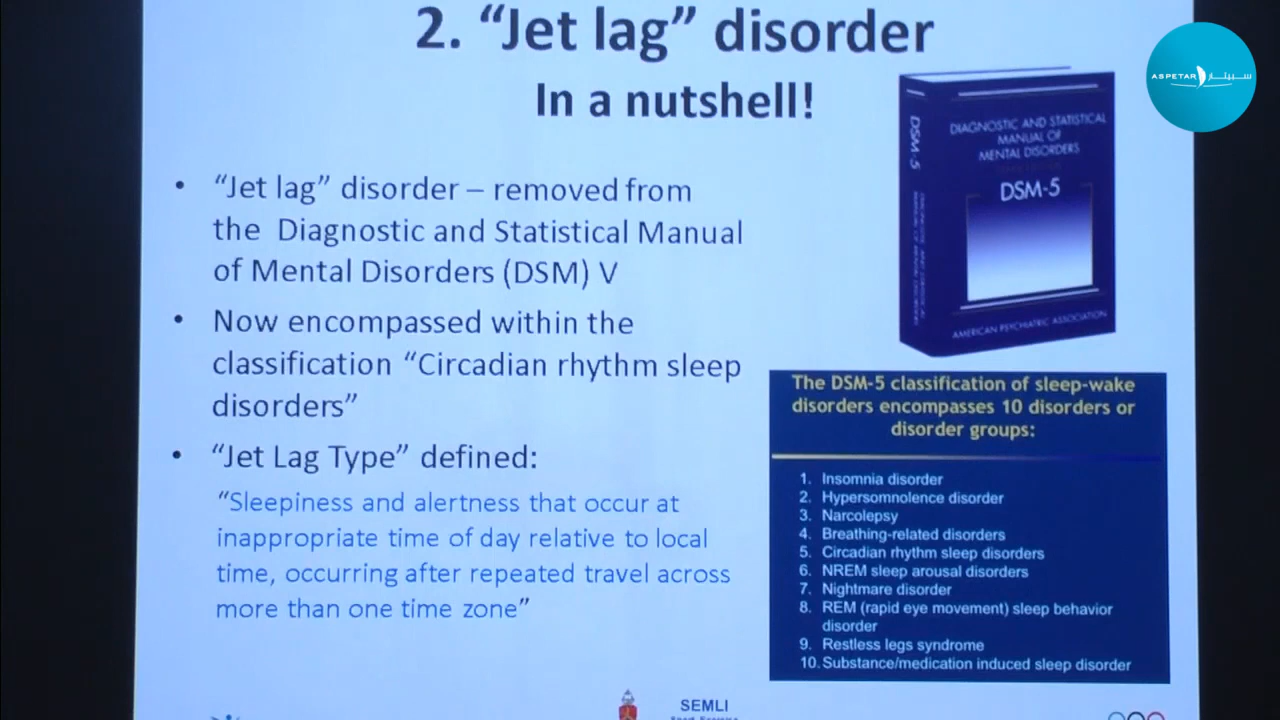 2. “Jet lag” disorder
In a nutshell!
ASPETAR سبيتار
• “Jet lag” disorder – removed from
the Diagnostic and Statistical Manual
of Mental Disorders (DSM) V
• Now encompassed within the
classification “Circadian rhythm sleep
disorders”
• “Jet Lag Type” defined:
“Sleepiness and alertness that occur at
inappropriate time of day relative to local
time, occurring after repeated travel across
more than one time zone”
DIAGNOSTIC AND STATISTICAL
MANUAL OF
MENTAL DISORDERS
DSM-5
DSM-5
AMERICAN PSYCHIATRIC ASSOCIATION
The DSM-5 classification of sleep-wake
disorders encompasses 10 disorders or
disorder groups:
1. Insomnia disorder
2. Hypersomnolence disorder
3. Narcolepsy
4. Breathing-related disorders
5. Circadian rhythm sleep disorders
6. NREM sleep arousal disorders
7. Nightmare disorder
8. REM (rapid eye movement) sleep behavior
disorder
9. Restless legs syndrome
10. Substance/medication induced sleep disorder
SEMLI